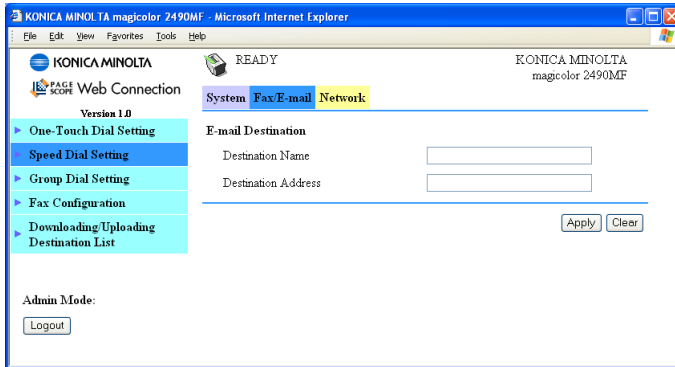 KONICA MINOLTA magicolor 2490MF - Microsoft Internet Explorer
File Edit View Favorites Tools Help
KONICA MINOLTA
PAGE SCOPE Web Connection
Version 1.0
READY
KONICA MINOLTA
magicolor 2490MF
System Fax/E-mail Network
One-Touch Dial Setting
Speed Dial Setting
Group Dial Setting
Fax Configuration
Downloading/Uploading
Destination List
Admin Mode:
Logout
E-mail Destination
Destination Name
Destination Address
Apply Clear